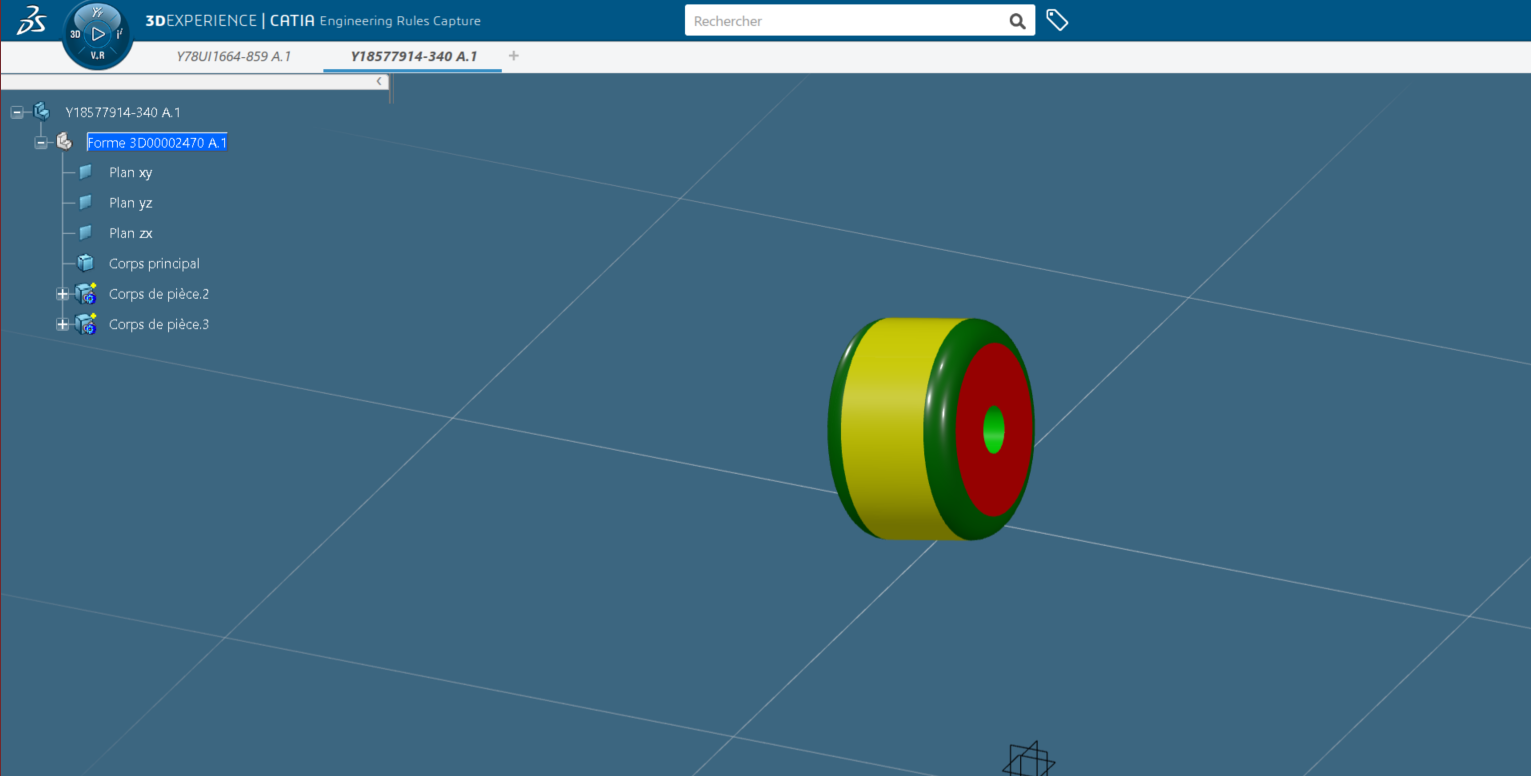 3DEXPERIENCE | CATIA Engineering Rules Capture
Rechercher
3D
V.R
Y78UI1664-859 A.1
Y18577914-340 A.1
+
Y18577914-340 A.1
Forme 3D00002470 A.1
Plan xy
Plan yz
Plan zx
Corps principal
Corps de pièce.2
Corps de pièce.3